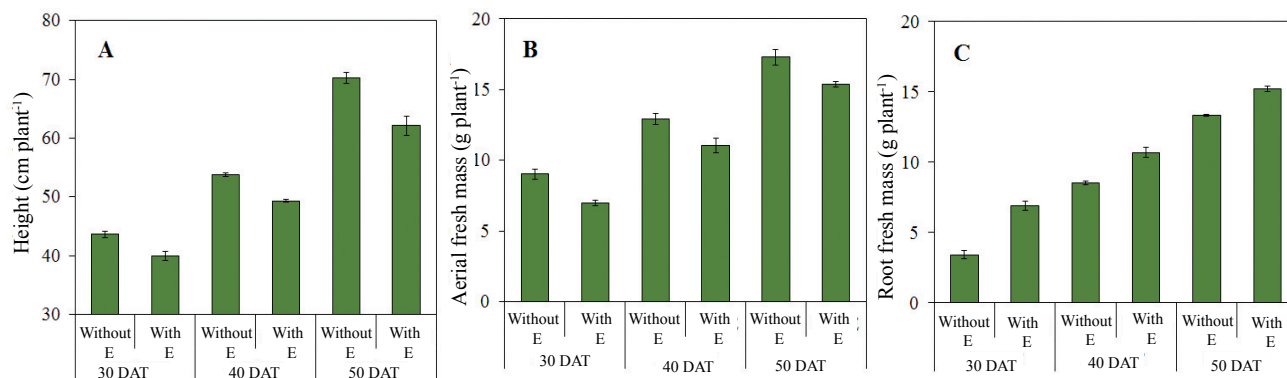 A
Height (cm plant⁻¹)
80
70
60
50
40
30
Without E With E Without E With E Without E With E
30 DAT 40 DAT 50 DAT
B
Aerial fresh mass (g plant⁻¹)
20
15
10
5
0
Without E With E Without E With E Without E With E
30 DAT 40 DAT 50 DAT
C
Root fresh mass (g plant⁻¹)
20
15
10
5
0
Without E With E Without E With E Without E With E
30 DAT 40 DAT 50 DAT